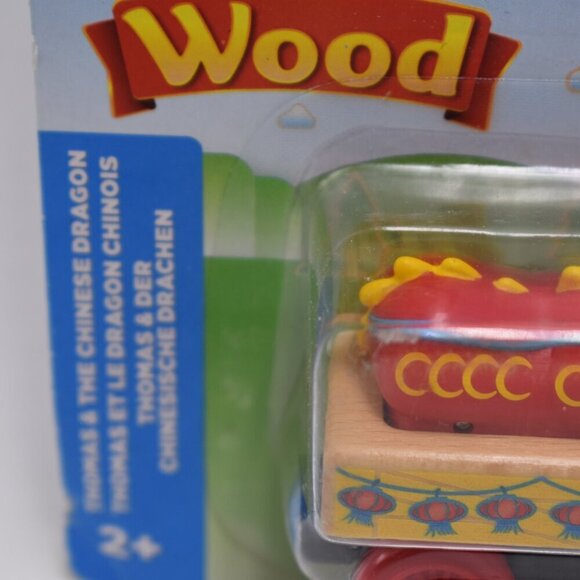 Wood
THOMAS & THE CHINESE DRAGON
THOMAS ET LE DRAGON CHINOIS
THOMAS & DER
CHINESISCHE DRACHEN
2+